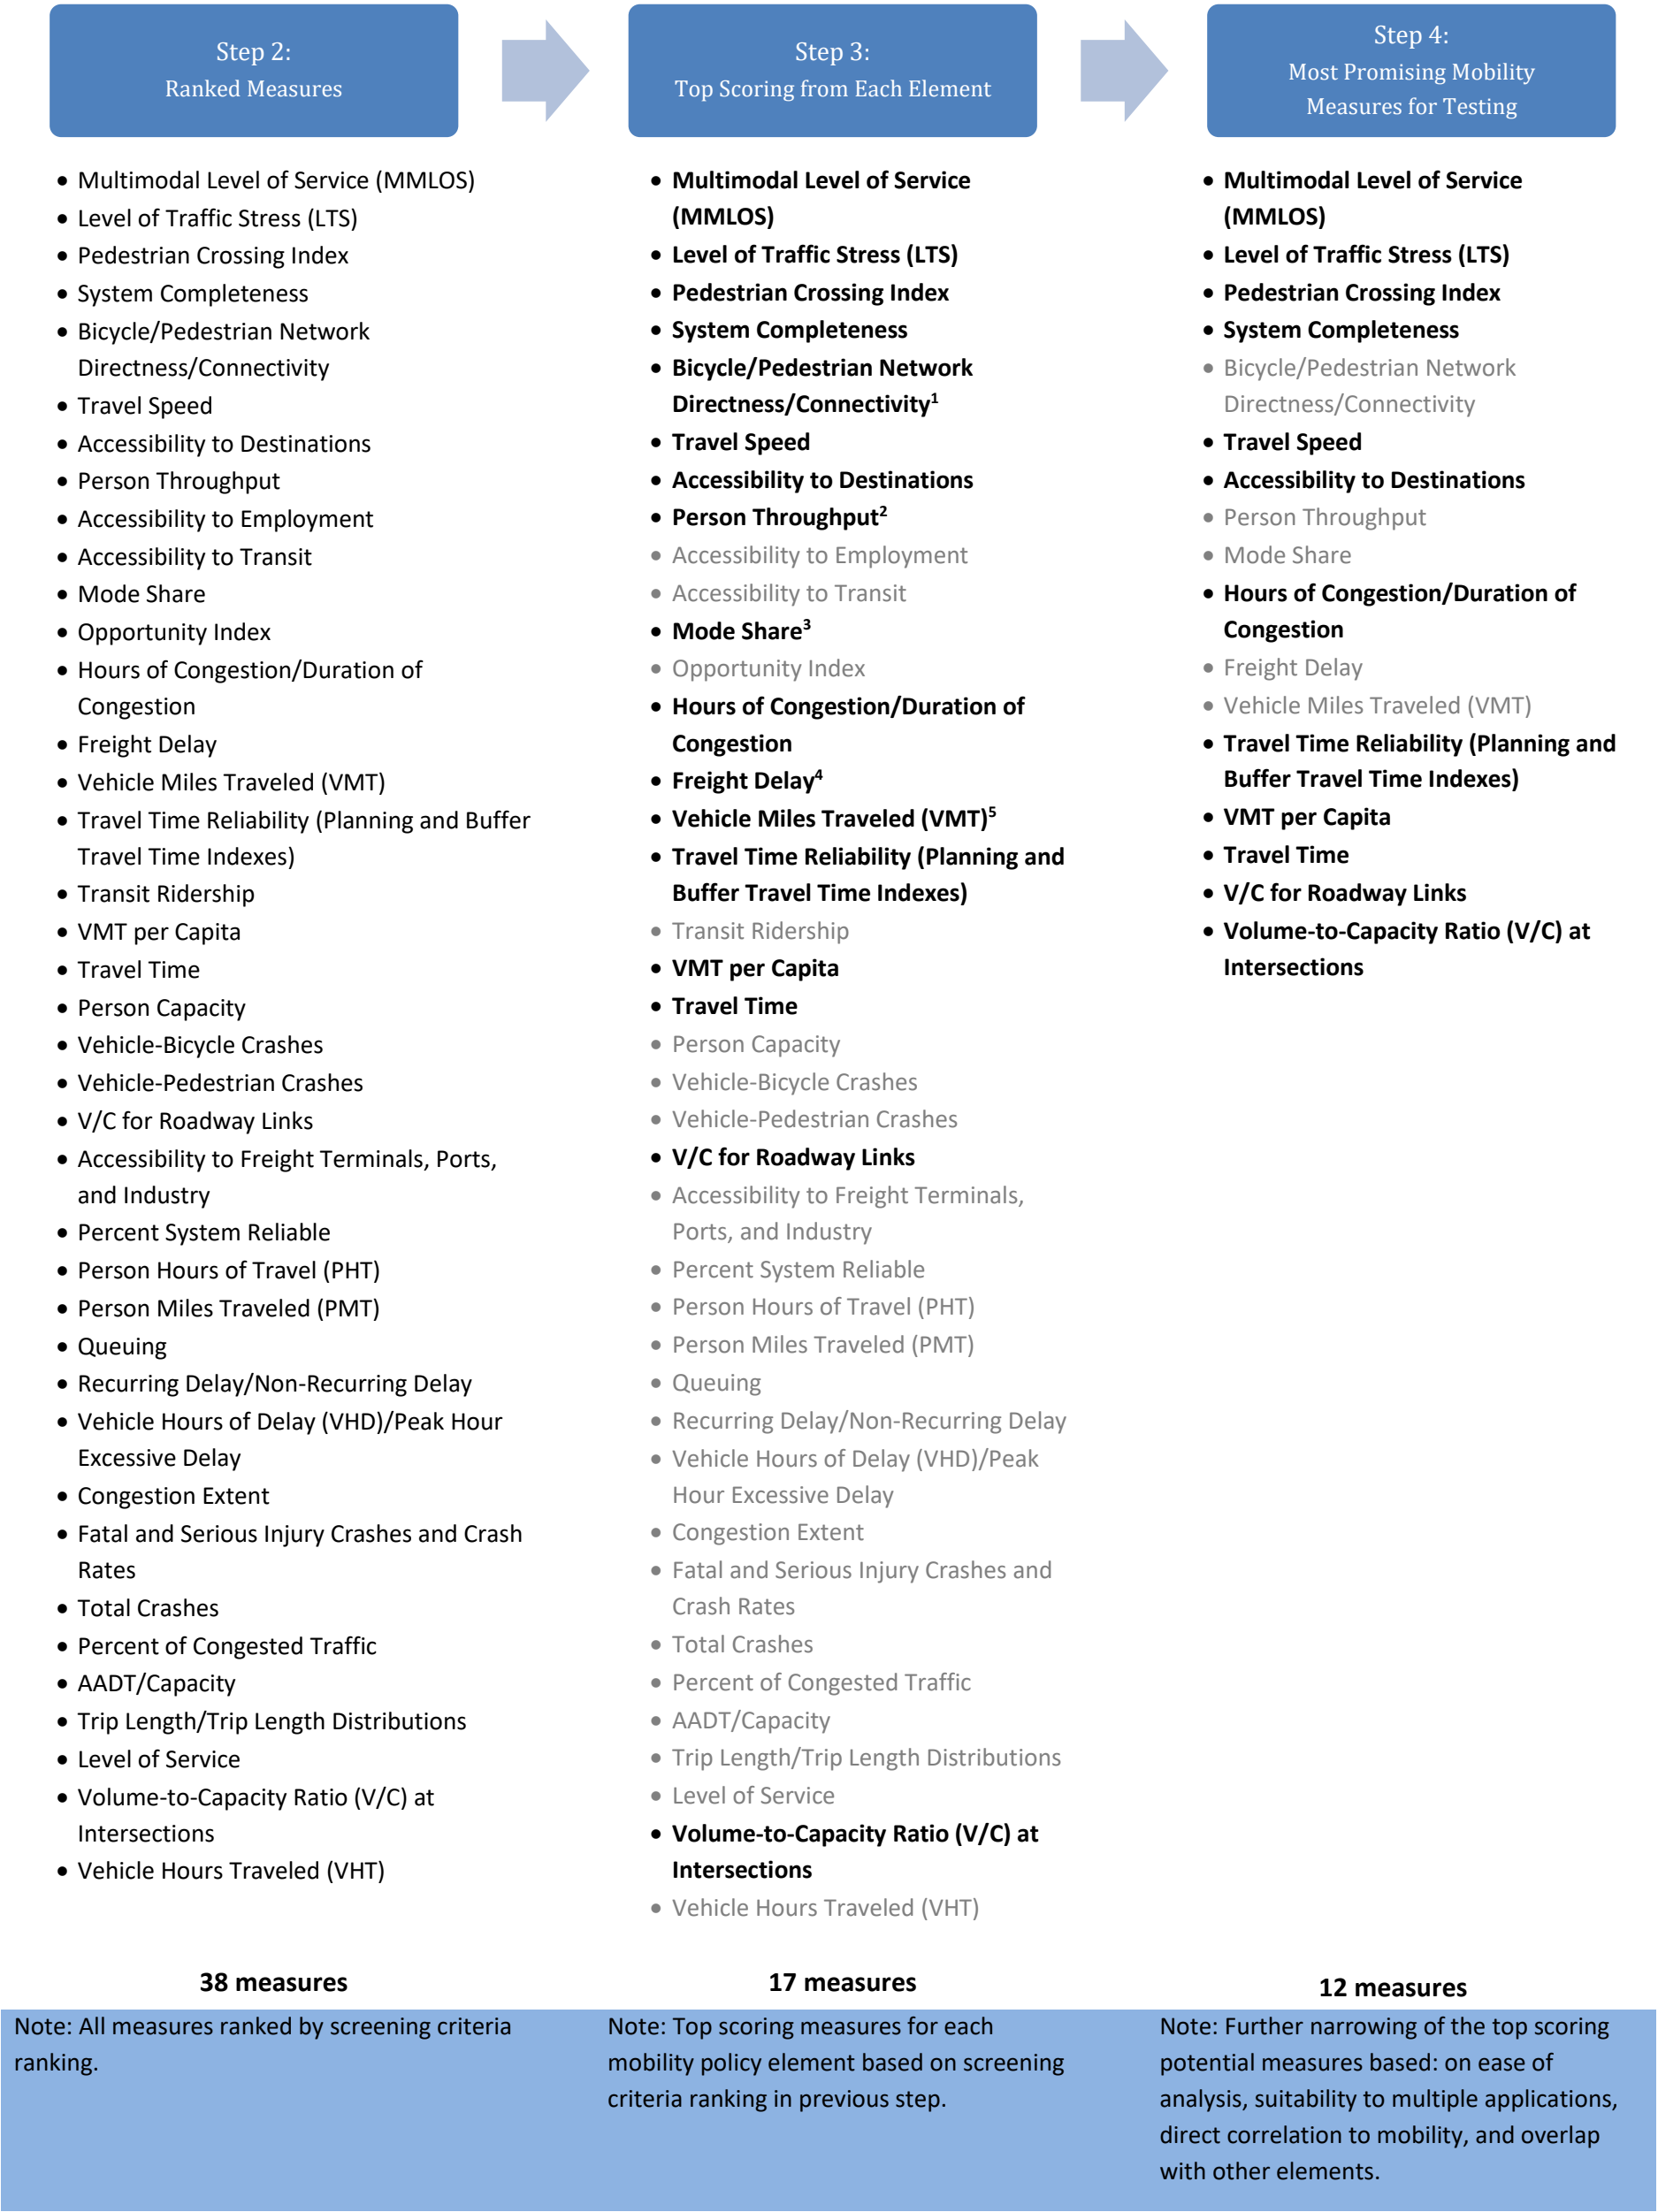 Step 2:
Ranked Measures
Step 3:
Top Scoring from Each Element
Step 4:
Most Promising Mobility
Measures for Testing
• Multimodal Level of Service (MMLOS)
• Level of Traffic Stress (LTS)
• Pedestrian Crossing Index
• System Completeness
• Bicycle/Pedestrian Network
Directness/Connectivity
• Travel Speed
• Accessibility to Destinations
• Person Throughput
• Accessibility to Employment
• Accessibility to Transit
• Mode Share
• Opportunity Index
• Hours of Congestion/Duration of
Congestion
• Freight Delay
• Vehicle Miles Traveled (VMT)
• Travel Time Reliability (Planning and Buffer
Travel Time Indexes)
• Transit Ridership
• VMT per Capita
• Travel Time
• Person Capacity
• Vehicle-Bicycle Crashes
• Vehicle-Pedestrian Crashes
• V/C for Roadway Links
• Accessibility to Freight Terminals, Ports,
and Industry
• Percent System Reliable
• Person Hours of Travel (PHT)
• Person Miles Traveled (PMT)
• Queuing
• Recurring Delay/Non-Recurring Delay
• Vehicle Hours of Delay (VHD)/Peak Hour
Excessive Delay
• Congestion Extent
• Fatal and Serious Injury Crashes and Crash
Rates
• Total Crashes
• Percent of Congested Traffic
• AADT/Capacity
• Trip Length/Trip Length Distributions
• Level of Service
• Volume-to-Capacity Ratio (V/C) at
Intersections
• Vehicle Hours Traveled (VHT)
38 measures
Note: All measures ranked by screening criteria
ranking.
• Multimodal Level of Service
(MMLOS)
• Level of Traffic Stress (LTS)
• Pedestrian Crossing Index
• System Completeness
• Bicycle/Pedestrian Network
Directness/Connectivity¹
• Travel Speed
• Accessibility to Destinations
• Person Throughput²
• Accessibility to Employment
• Accessibility to Transit
• Mode Share³
• Opportunity Index
• Hours of Congestion/Duration of
Congestion
• Freight Delay⁴
• Vehicle Miles Traveled (VMT)⁵
• Travel Time Reliability (Planning and
Buffer Travel Time Indexes)
• Transit Ridership
• VMT per Capita
• Travel Time
• Person Capacity
• Vehicle-Bicycle Crashes
• Vehicle-Pedestrian Crashes
• V/C for Roadway Links
• Accessibility to Freight Terminals,
Ports, and Industry
• Percent System Reliable
• Person Hours of Travel (PHT)
• Person Miles Traveled (PMT)
• Queuing
• Recurring Delay/Non-Recurring Delay
• Vehicle Hours of Delay (VHD)/Peak
Hour Excessive Delay
• Congestion Extent
• Fatal and Serious Injury Crashes and
Crash Rates
• Total Crashes
• Percent of Congested Traffic
• AADT/Capacity
• Trip Length/Trip Length Distributions
• Level of Service
• Volume-to-Capacity Ratio (V/C) at
Intersections
• Vehicle Hours Traveled (VHT)
17 measures
Note: Top scoring measures for each
mobility policy element based on screening
criteria ranking in previous step.
• Multimodal Level of Service
(MMLOS)
• Level of Traffic Stress (LTS)
• Pedestrian Crossing Index
• System Completeness
• Bicycle/Pedestrian Network
Directness/Connectivity
• Travel Speed
• Accessibility to Destinations
• Person Throughput
• Mode Share
• Hours of Congestion/Duration of
Congestion
• Freight Delay
• Vehicle Miles Traveled (VMT)
• Travel Time Reliability (Planning and
Buffer Travel Time Indexes)
• VMT per Capita
• Travel Time
• V/C for Roadway Links
• Volume-to-Capacity Ratio (V/C) at
Intersections
12 measures
Note: Further narrowing of the top scoring
potential measures based: on ease of
analysis, suitability to multiple applications,
direct correlation to mobility, and overlap
with other elements.